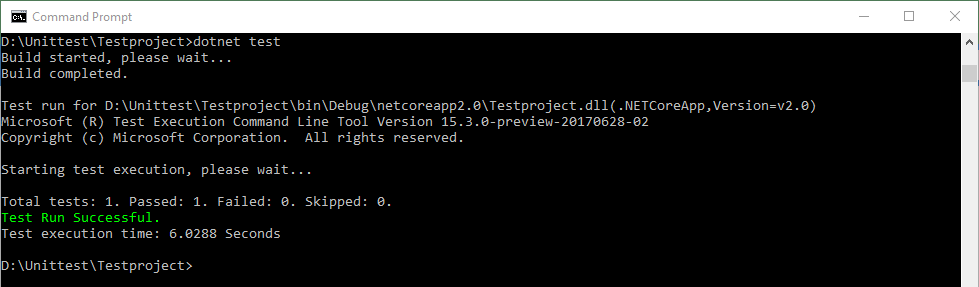 Command Prompt
D:\Unittest\Testproject>dotnet test
Build started, please wait...
Build completed.
Test run for D:\Unittest\Testproject\bin\Debug\netcoreapp2.0\Testproject.dll(.NETCoreApp,Version=v2.0)
Microsoft (R) Test Execution Command Line Tool Version 15.3.0-preview-20170628-02
Copyright (c) Microsoft Corporation.  All rights reserved.
Starting test execution, please wait...
Total tests: 1. Passed: 1. Failed: 0. Skipped: 0.
Test Run Successful.
Test execution time: 6.0288 Seconds
D:\Unittest\Testproject>